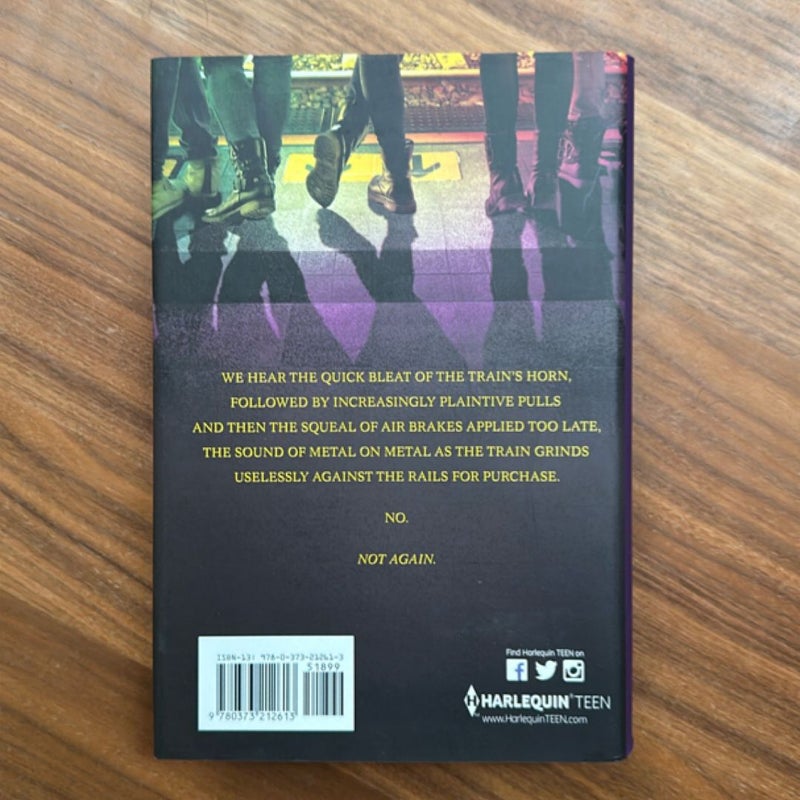 WE HEAR THE QUICK BLEAT OF THE TRAIN'S HORN,
FOLLOWED BY INCREASINGLY PLAINTIVE PULLS
AND THEN THE SQUEAL OF AIR BRAKES APPLIED TOO LATE,
THE SOUND OF METAL ON METAL AS THE TRAIN GRINDS
USELESSLY AGAINST THE RAILS FOR PURCHASE.
NO.
NOT AGAIN.
ISBN-13: 978-0-373-21261-3
51899
9 780373 212613
Find Harlequin TEEN on
HARLEQUIN® TEEN
www.HarlequinTEEN.com